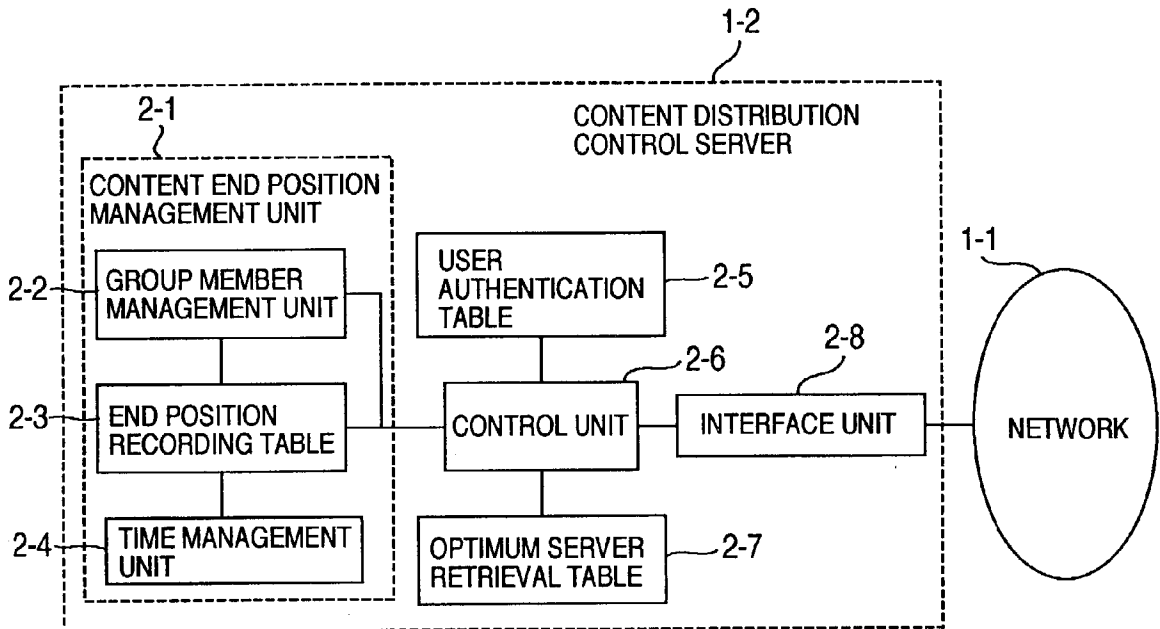 1-2
2-1
CONTENT DISTRIBUTION
CONTROL SERVER
CONTENT END POSITION
MANAGEMENT UNIT
1-1
2-2
GROUP MEMBER
MANAGEMENT UNIT
USER
AUTHENTICATION
TABLE
2-5
2-6
2-8
2-3
END POSITION
RECORDING TABLE
CONTROL UNIT
INTERFACE UNIT
NETWORK
2-4
TIME MANAGEMENT
UNIT
OPTIMUM SERVER
RETRIEVAL TABLE
2-7